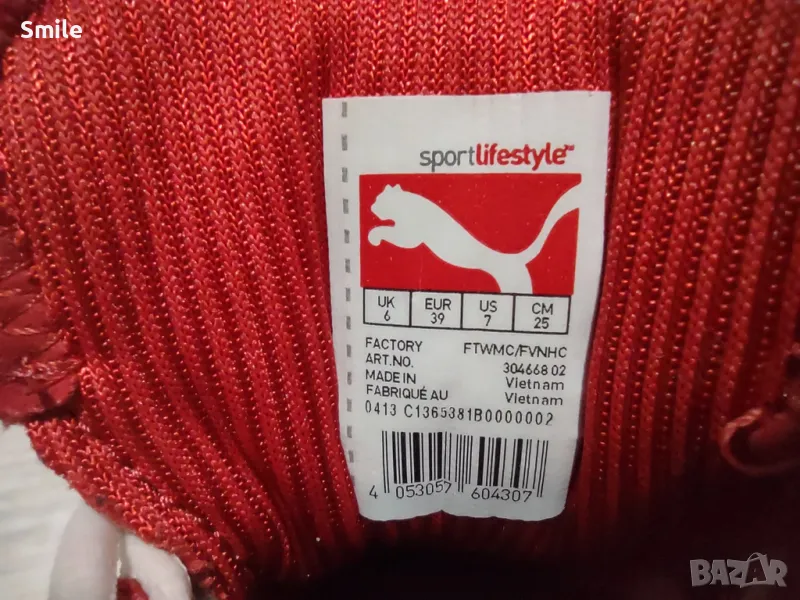 Smile
sportlifestyle™
UK EUR US CM
6 39 7 25
FACTORY FTWMC/FVNHC
ART.NO. 304668 02
MADE IN Vietnam
FABRIQUÉ AU Vietnam
0413 C1365381B0000002
4 053057 604307
BAZAR